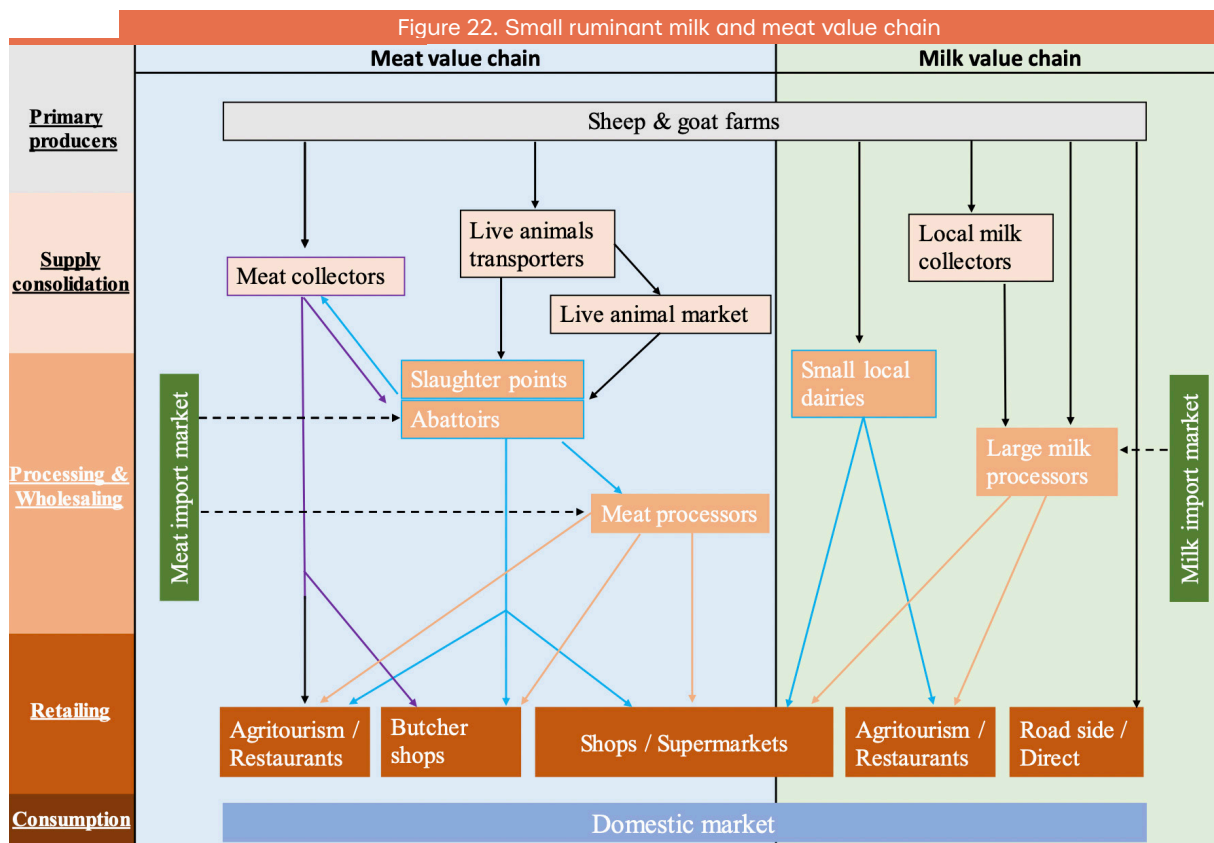 Figure 22. Small ruminant milk and meat value chain
Meat value chain
Milk value chain
Primary
producers
Sheep & goat farms
Supply
consolidation
Meat collectors
Live animals
transporters
Live animal market
Local milk
collectors
Processing &
Wholesaling
Meat import market
Slaughter points
Abattoirs
Meat processors
Small local
dairies
Large milk
processors
Milk import market
Retailing
Agritourism /
Restaurants
Butcher
shops
Shops / Supermarkets
Agritourism /
Restaurants
Road side /
Direct
Consumption
Domestic market